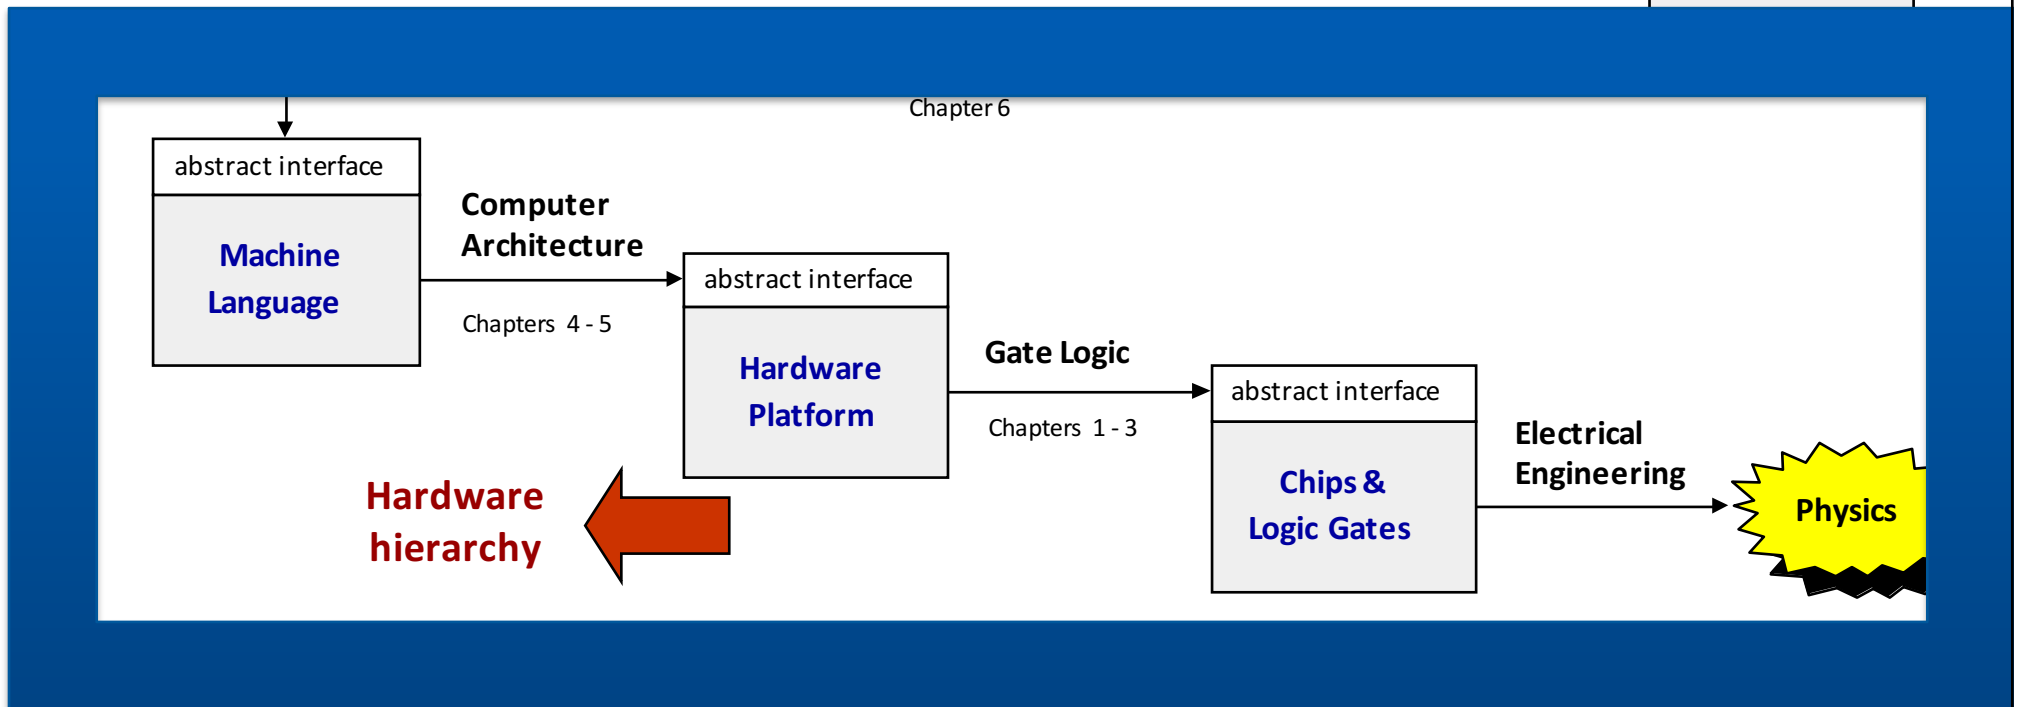 Chapter 6
abstract interface
Machine
Language
Computer
Architecture
Chapters 4 - 5
abstract interface
Hardware
Platform
Gate Logic
Chapters 1 - 3
abstract interface
Chips &
Logic Gates
Electrical
Engineering
Physics
Hardware
hierarchy